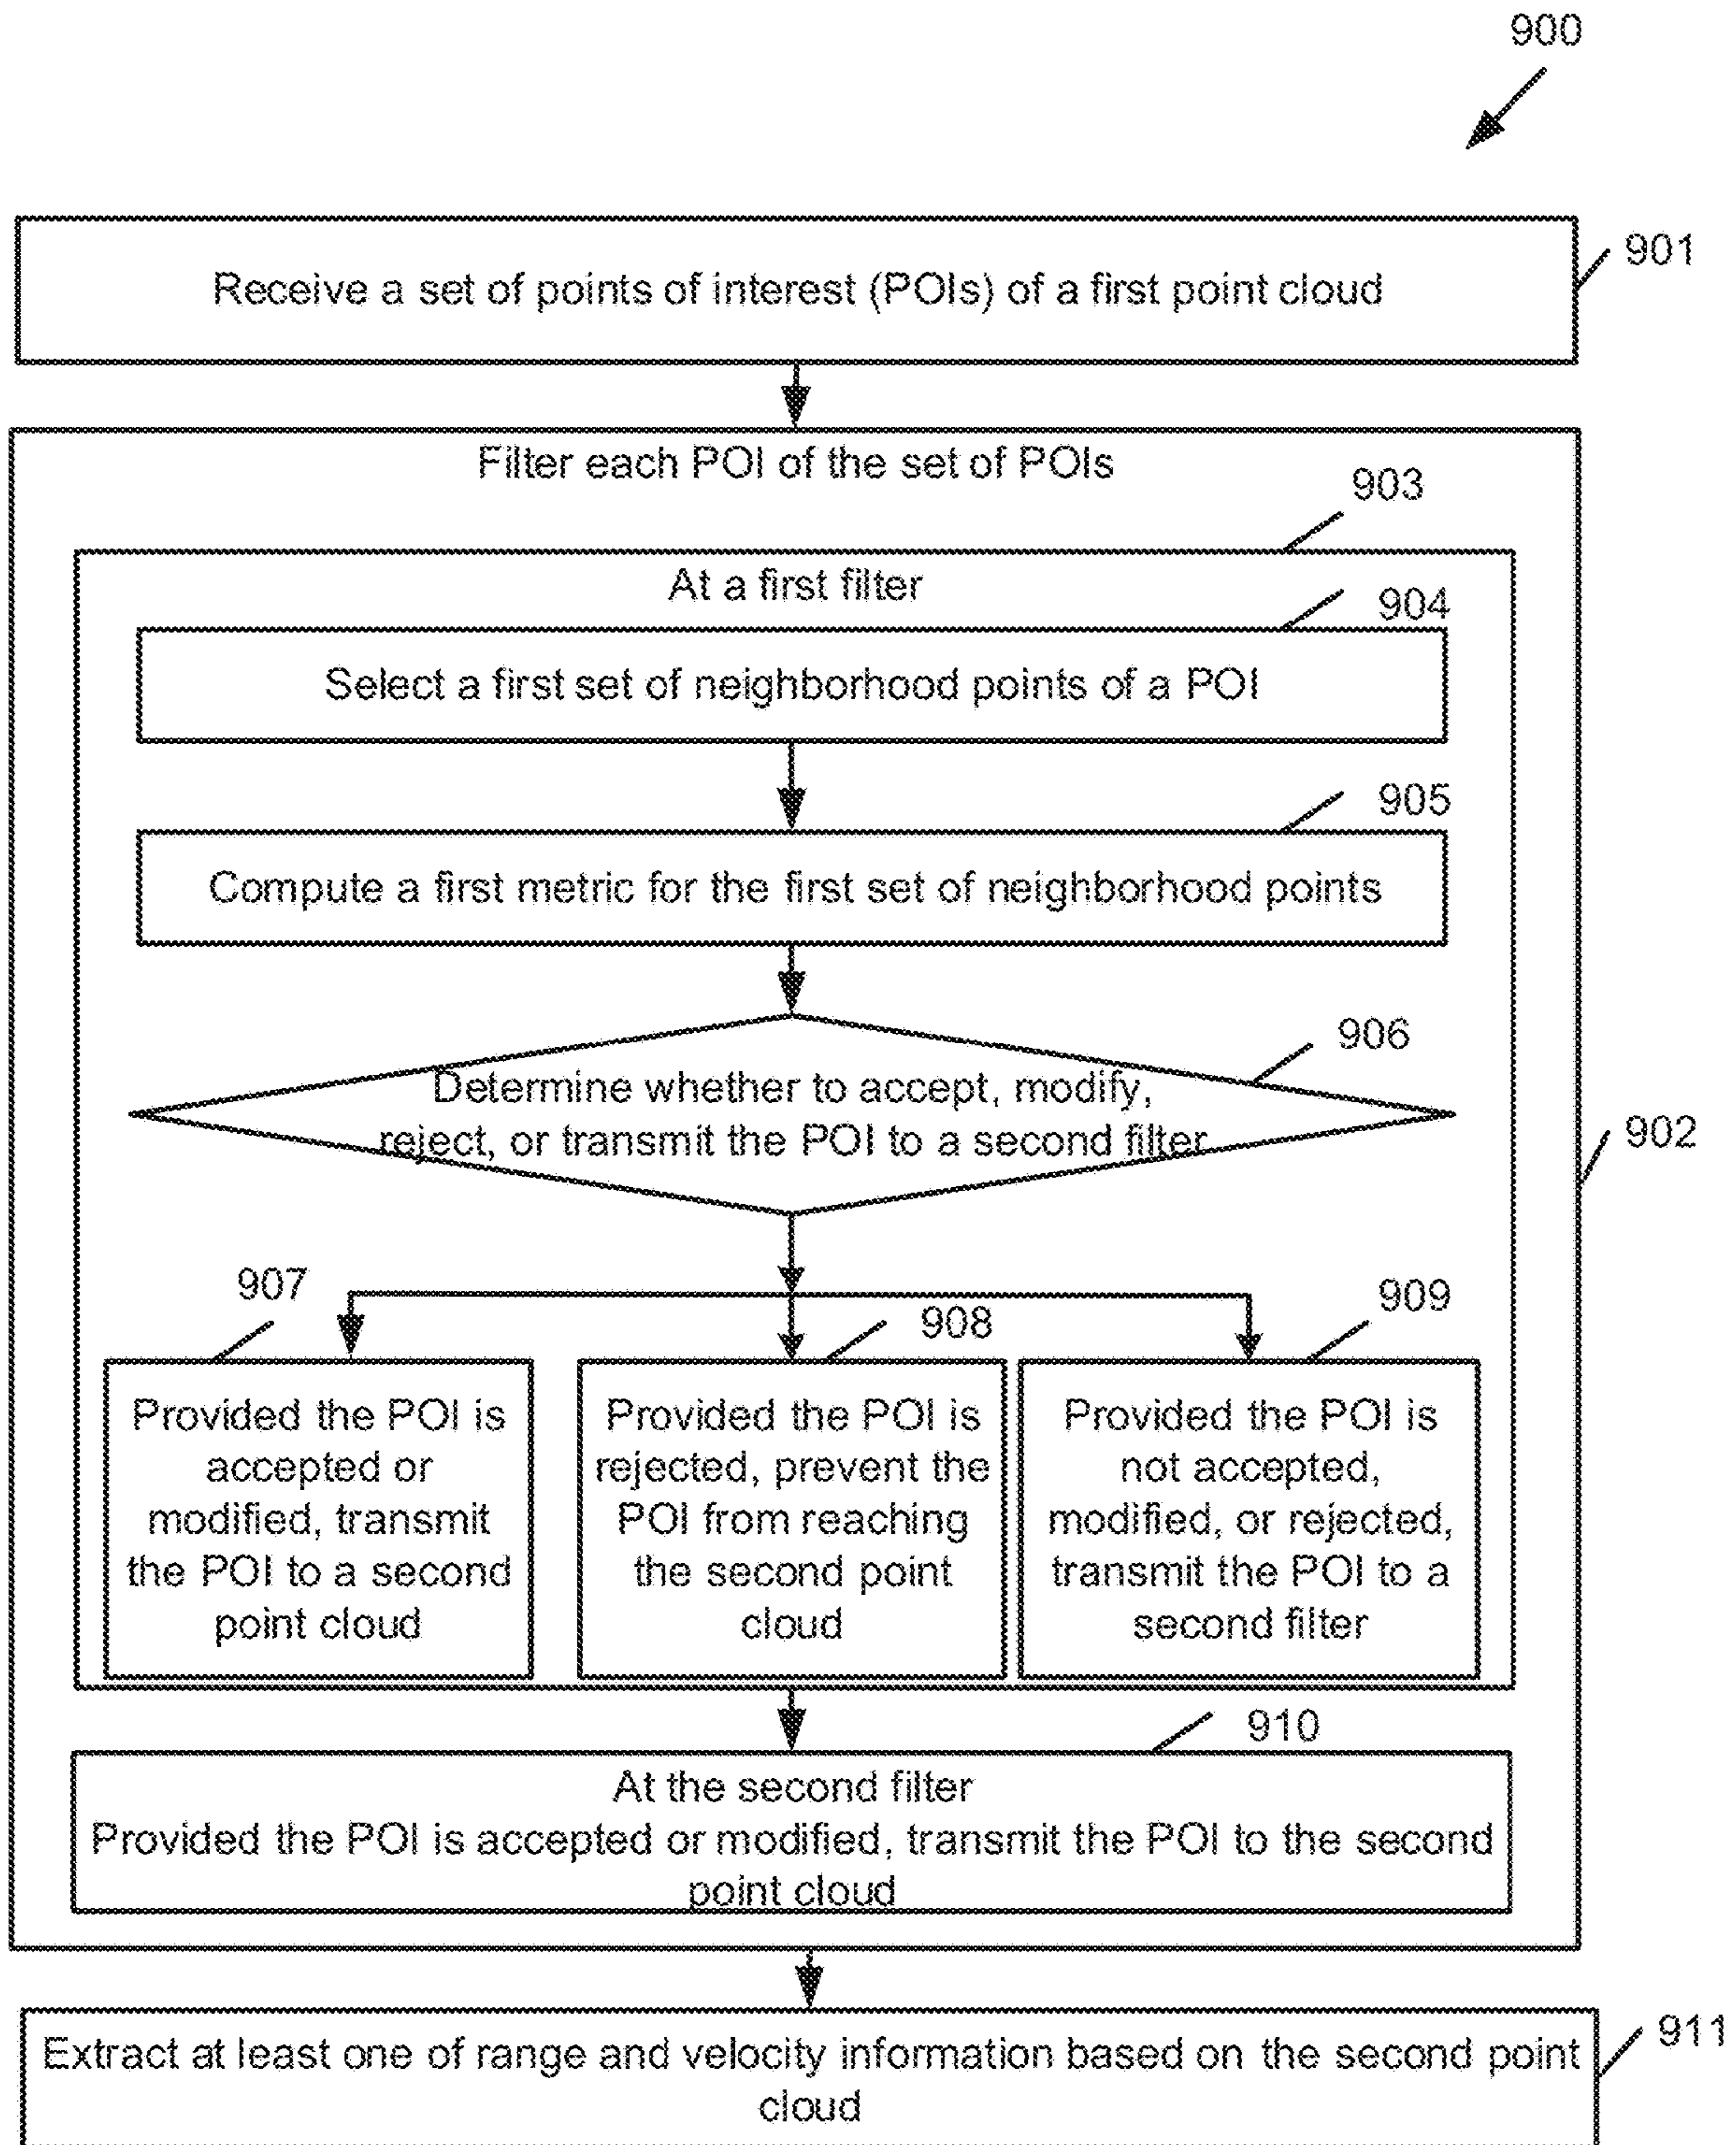 900
Receive a set of points of interest (POIs) of a first point cloud
901
Filter each POI of the set of POIs
903
At a first filter
904
Select a first set of neighborhood points of a POI
905
Compute a first metric for the first set of neighborhood points
906
Determine whether to accept, modify,
reject, or transmit the POI to a second filter
902
907
908
909
Provided the POI is
accepted or
modified, transmit
the POI to a second
point cloud
Provided the POI is
rejected, prevent the
POI from reaching
the second point
cloud
Provided the POI is
not accepted,
modified, or rejected,
transmit the POI to a
second filter
910
At the second filter
Provided the POI is accepted or modified, transmit the POI to the second
point cloud
911
Extract at least one of range and velocity information based on the second point
cloud